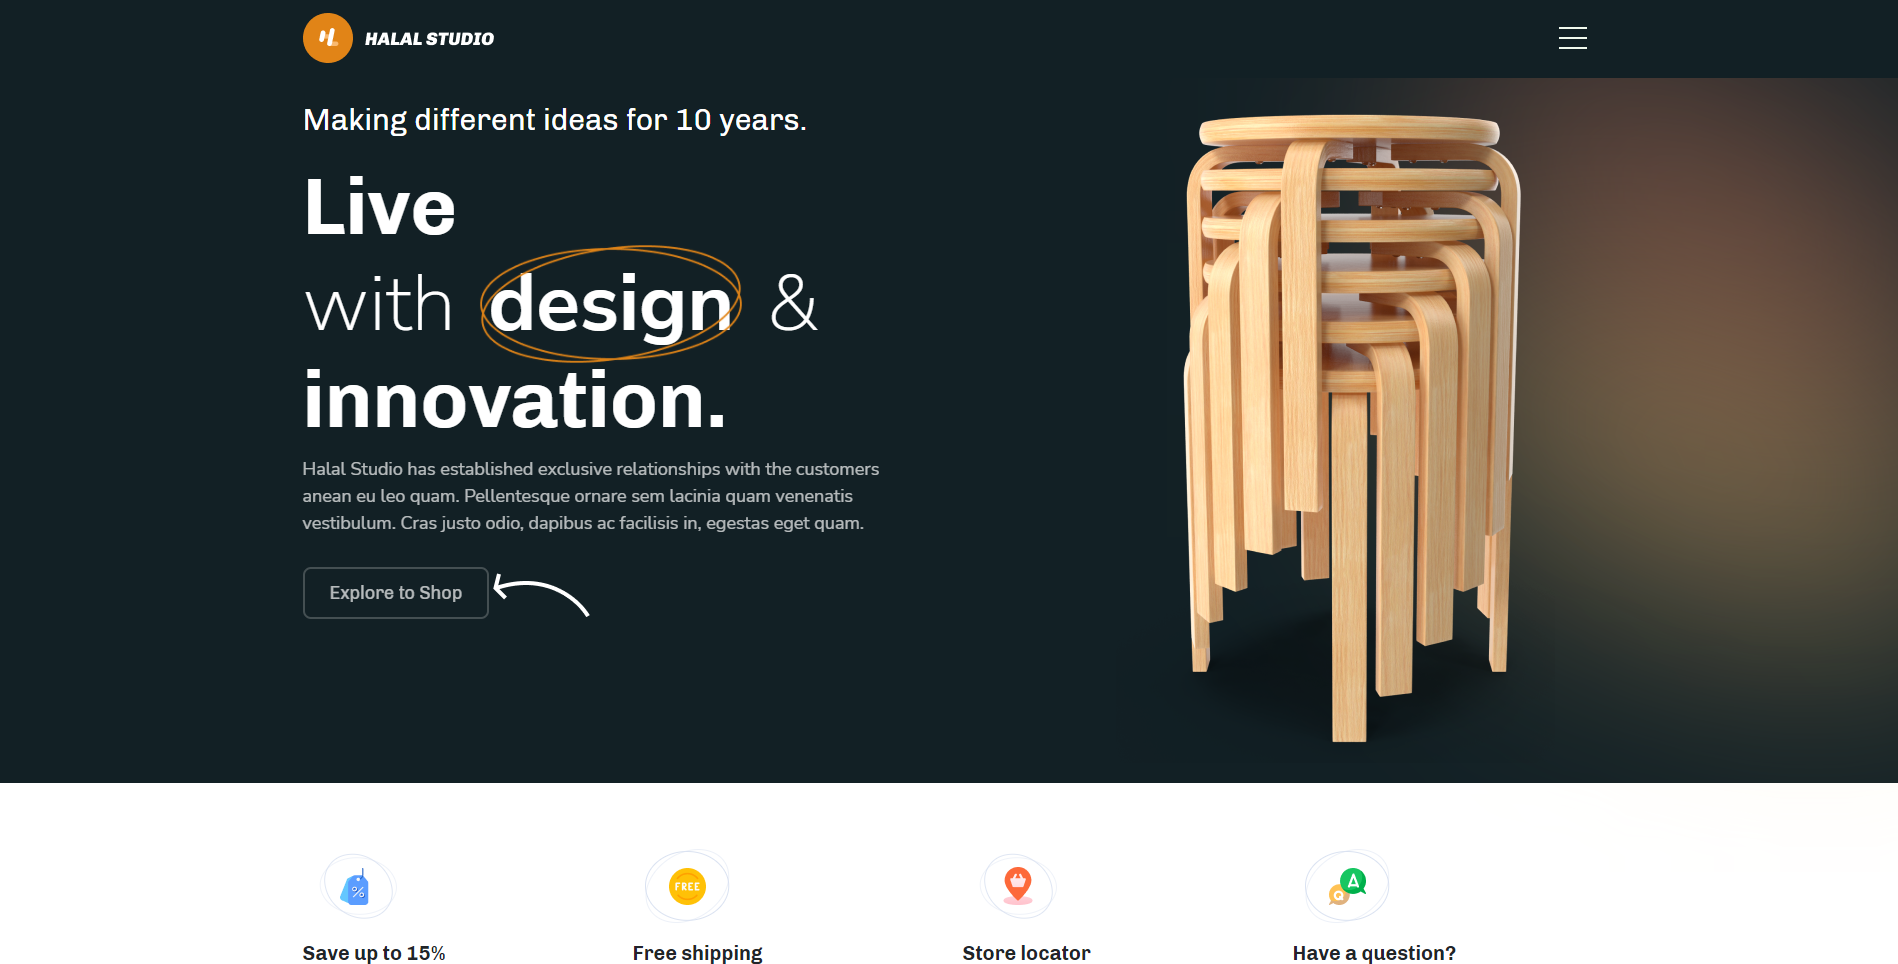 HL
HALAL STUDIO
Making different ideas for 10 years.
Live
with design &
innovation.
Halal Studio has established exclusive relationships with the customers
anean eu leo quam. Pellentesque ornare sem lacinia quam venenatis
vestibulum. Cras justo odio, dapibus ac facilisis in, egestas eget quam.
Explore to Shop
%
FREE
Q A
Save up to 15%
Free shipping
Store locator
Have a question?